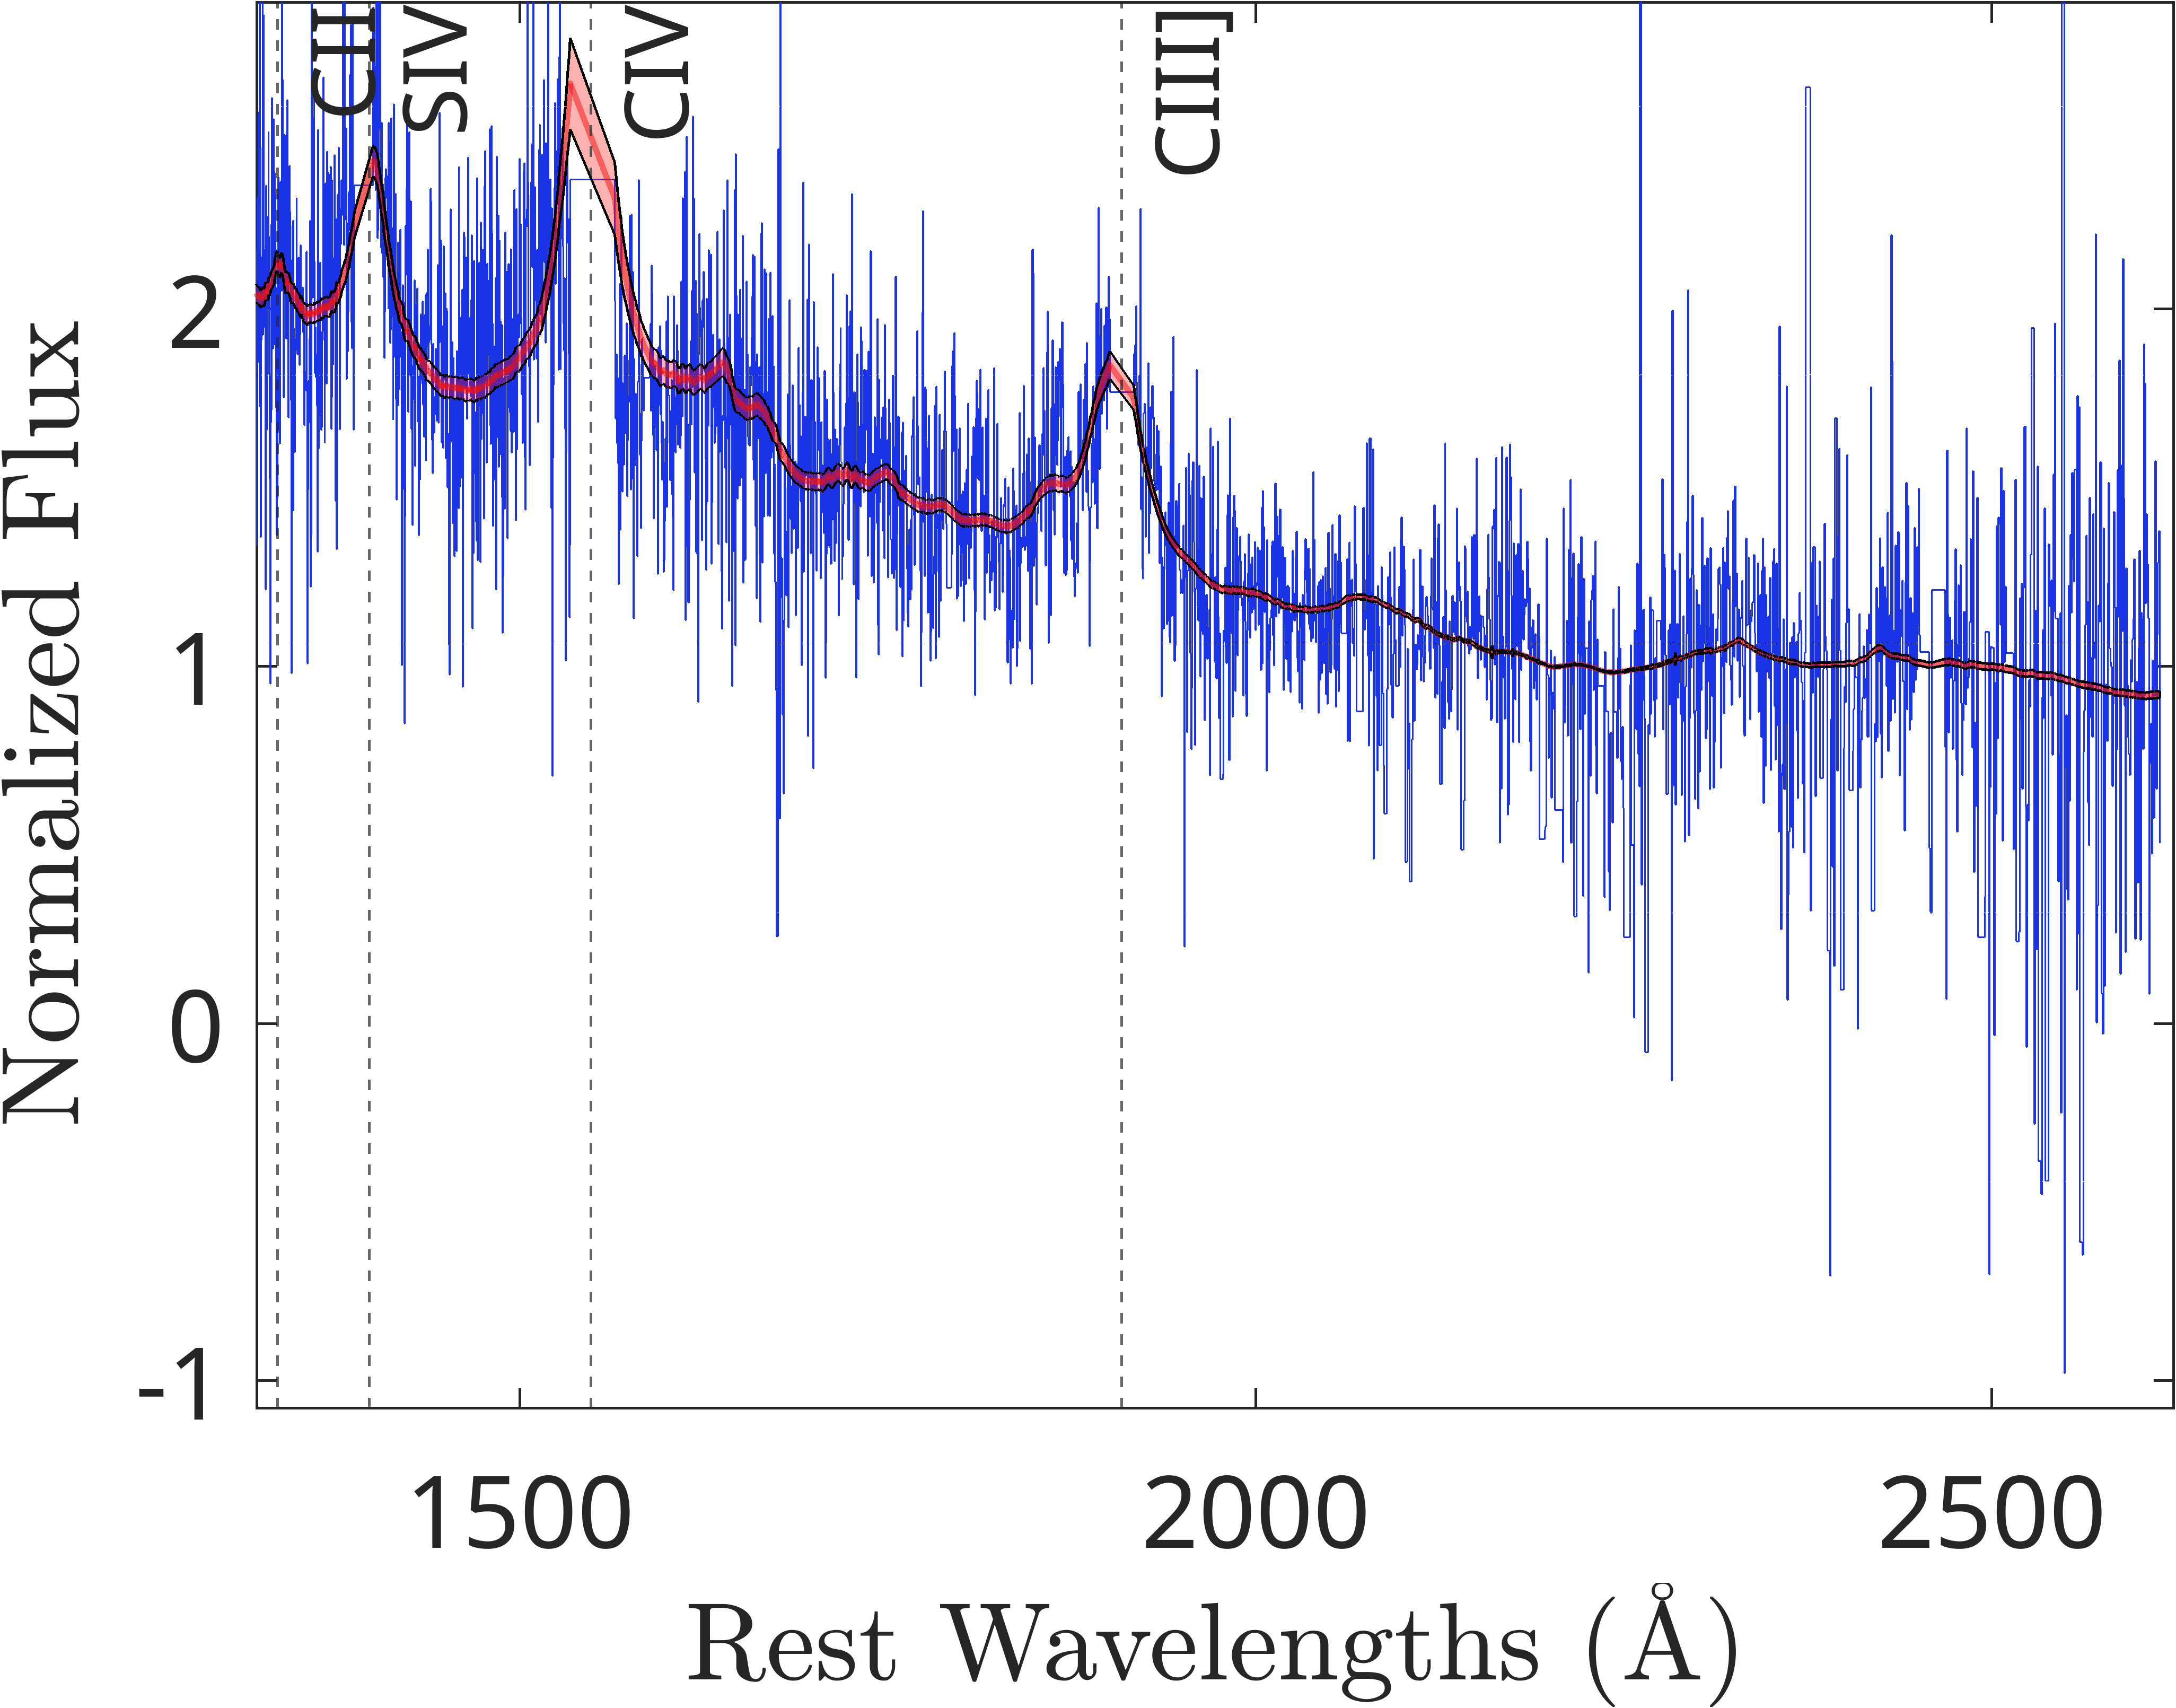 CII
SIV
CIV
CIII]
2
1
0
-1
Normalized Flux
1500
2000
2500
Rest Wavelengths (Å)